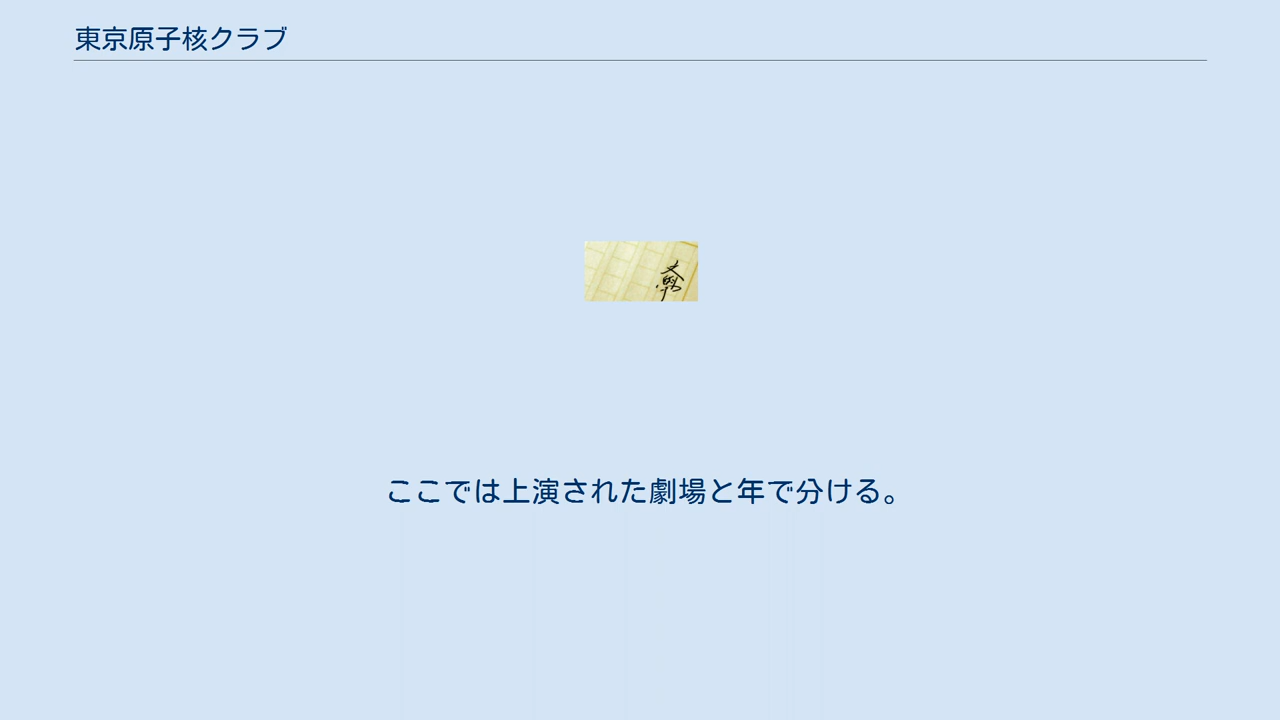 東京原子核クラブ
ここでは上演された劇場と年で分ける。